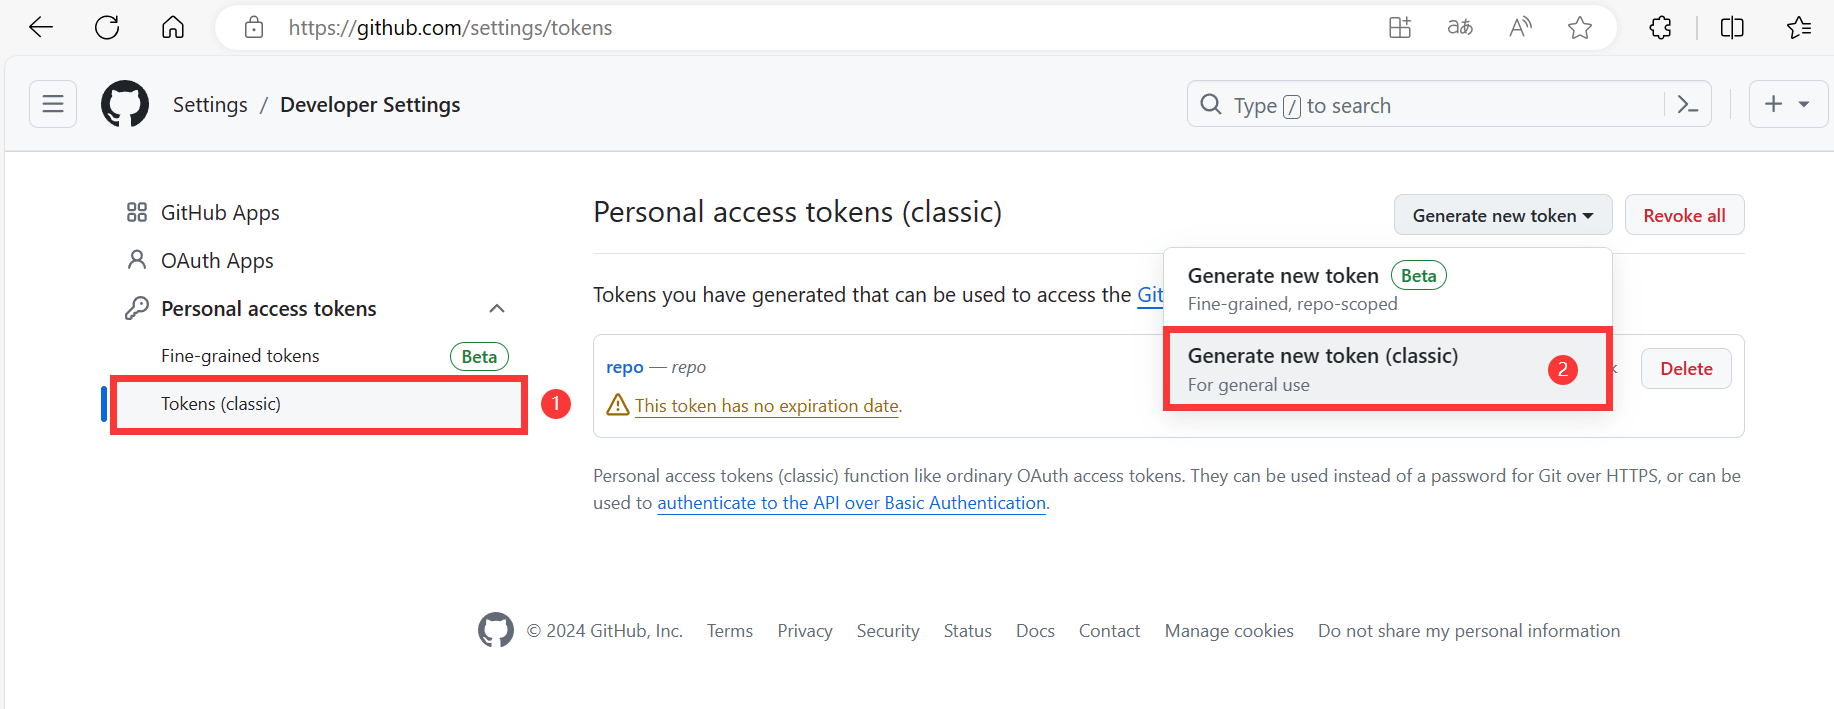 https://github.com/settings/tokens
aあ A
Settings / Developer Settings
Type / to search
GitHub Apps
OAuth Apps
Personal access tokens
Fine-grained tokens Beta
Tokens (classic) 1
Personal access tokens (classic)
Generate new token
Revoke all
Tokens you have generated that can be used to access the Git
Generate new token Beta
Fine-grained, repo-scoped
Generate new token (classic)
For general use
2
repo — repo
Delete
This token has no expiration date.
Personal access tokens (classic) function like ordinary OAuth access tokens. They can be used instead of a password for Git over HTTPS, or can be
used to authenticate to the API over Basic Authentication.
© 2024 GitHub, Inc. Terms Privacy Security Status Docs Contact Manage cookies Do not share my personal information